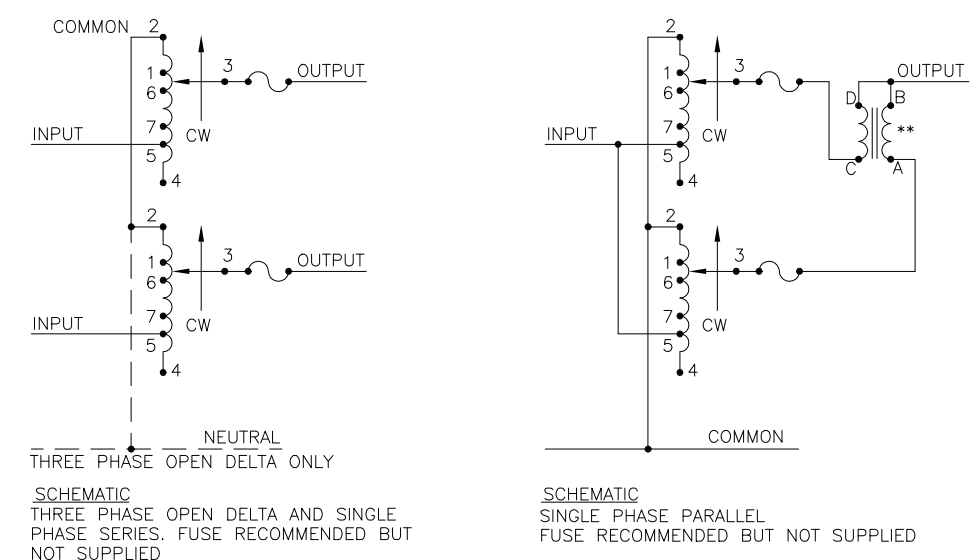 COMMON 2
1
3
OUTPUT
6
INPUT
7
CW
5
4
2
3
OUTPUT
1
6
INPUT
7
CW
5
4
NEUTRAL
THREE PHASE OPEN DELTA ONLY
SCHEMATIC
THREE PHASE OPEN DELTA AND SINGLE
PHASE SERIES. FUSE RECOMMENDED BUT
NOT SUPPLIED
2
1
3
OUTPUT
6
D
B
INPUT
7
CW
**
5
C
A
4
2
3
1
6
7
CW
5
4
COMMON
SCHEMATIC
SINGLE PHASE PARALLEL
FUSE RECOMMENDED BUT NOT SUPPLIED